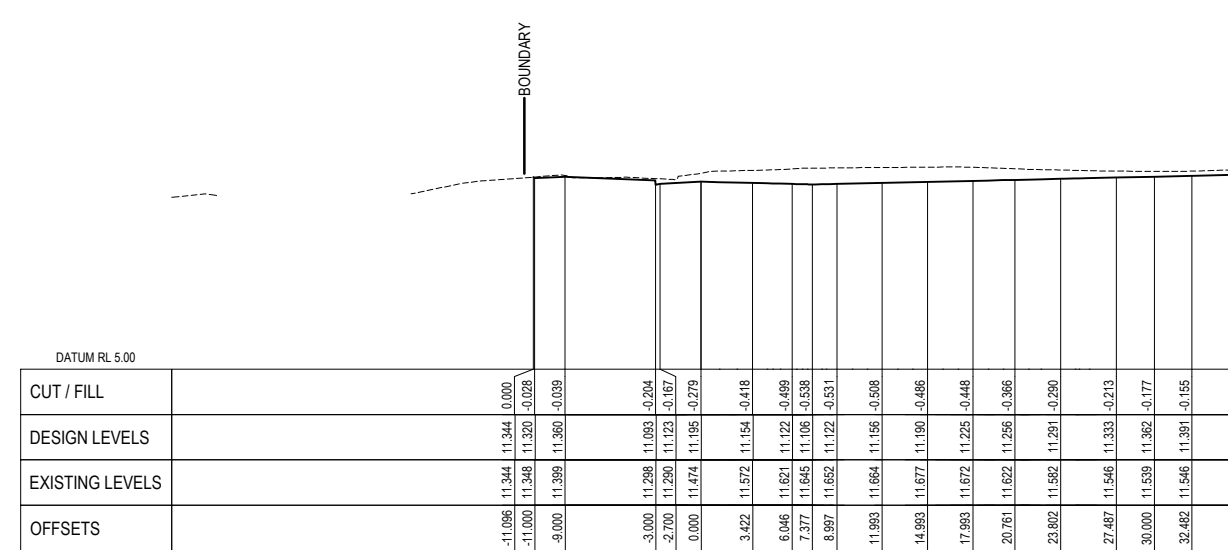 BOUNDARY
DATUM RL 5.00
CUT / FILL 0.000 -0.028 -0.039 -0.204 -0.167 -0.279 -0.418 -0.499 -0.538 -0.531 -0.508 -0.486 -0.448 -0.366 -0.290 -0.213 -0.177 -0.155
DESIGN LEVELS 11.344 11.320 11.360 11.093 11.123 11.195 11.154 11.122 11.106 11.122 11.156 11.190 11.225 11.256 11.291 11.333 11.362 11.391
EXISTING LEVELS 11.344 11.348 11.399 11.298 11.290 11.474 11.572 11.621 11.645 11.652 11.664 11.677 11.672 11.622 11.582 11.546 11.539 11.546
OFFSETS -11.096 -11.000 -9.000 -3.000 -2.700 0.000 3.422 6.046 7.377 8.997 11.993 14.993 17.993 20.761 23.802 27.487 30.000 32.482